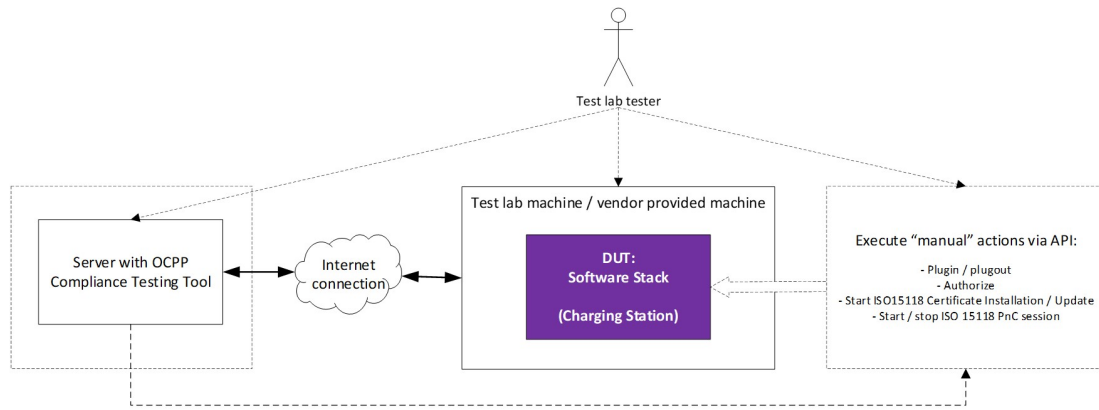 Test lab tester
Server with OCPP
Compliance Testing Tool
Internet
connection
Test lab machine / vendor provided machine
DUT:
Software Stack
(Charging Station)
Execute “manual” actions via API:
- Plugin / plugout
- Authorize
- Start ISO15118 Certificate Installation / Update
- Start / stop ISO 15118 PnC session